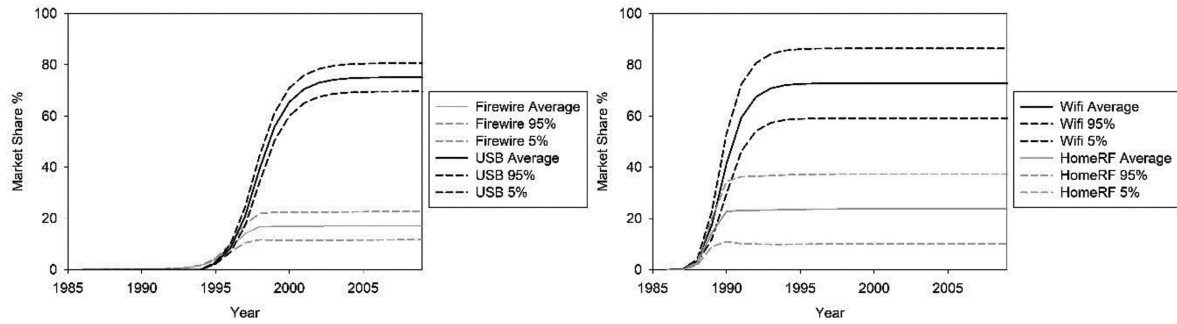 100
80
60
40
20
0
Market Share %
1985
1990
1995
2000
2005
Year
Firewire Average
Firewire 95%
Firewire 5%
USB Average
USB 95%
USB 5%
100
80
60
40
20
0
Market Share %
1985
1990
1995
2000
2005
Year
Wifi Average
Wifi 95%
Wifi 5%
HomeRF Average
HomeRF 95%
HomeRF 5%